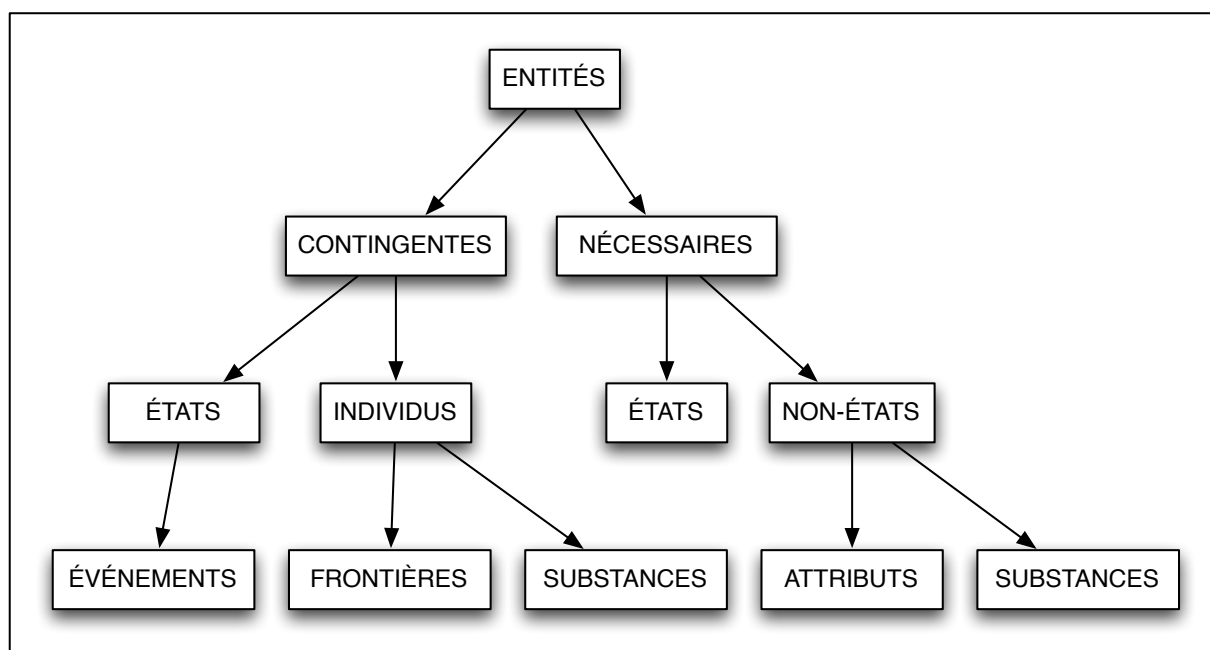 ENTITÉS
CONTINGENTES
NÉCESSAIRES
ÉTATS
INDIVIDUS
ÉTATS
NON-ÉTATS
ÉVÉNEMENTS
FRONTIÈRES
SUBSTANCES
ATTRIBUTS
SUBSTANCES